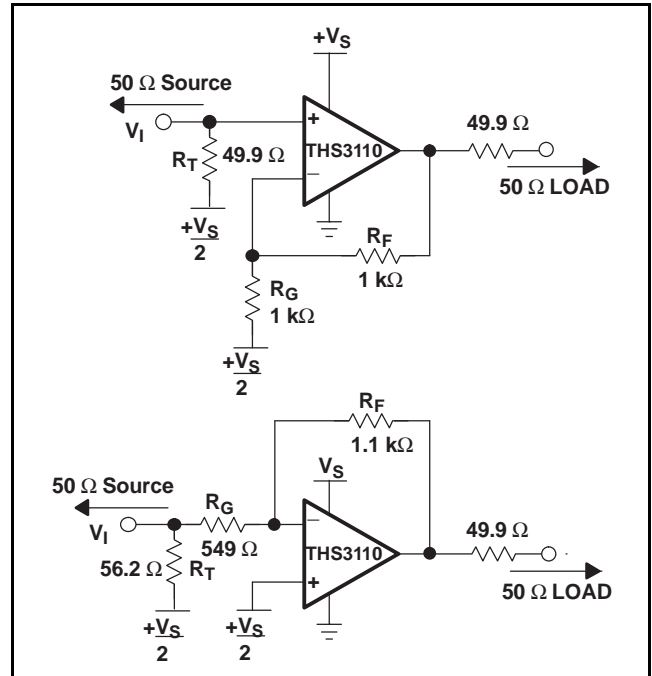 +VS
50 Ω Source
VI
+
THS3110
−
49.9 Ω
RT 49.9 Ω
50 Ω LOAD
+VS
2
RF
1 kΩ
RG
1 kΩ
+VS
2
RF
1.1 kΩ
50 Ω Source
VS
RG
VI
549 Ω
−
THS3110
+
49.9 Ω
56.2 Ω RT
50 Ω LOAD
+VS
2
+VS
2